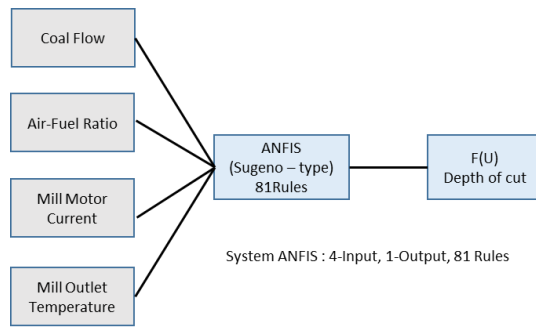 Coal Flow
Air-Fuel Ratio
Mill Motor
Current
Mill Outlet
Temperature
ANFIS
(Sugeno – type)
81Rules
F(U)
Depth of cut
System ANFIS : 4-Input, 1-Output, 81 Rules